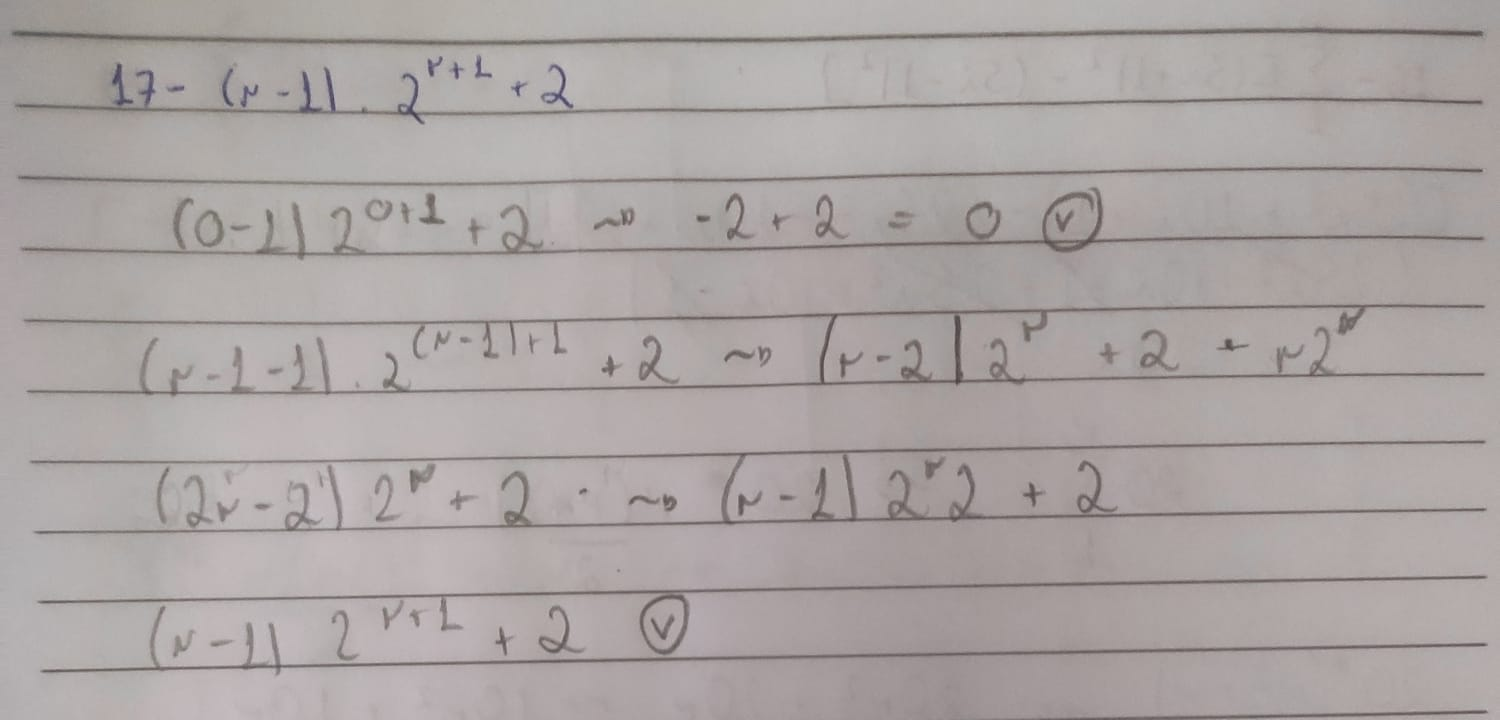 17- (n-1) . 2^{n+1} + 2
(0-1) 2^{0+1} + 2 ⇝ -2 + 2 = 0 ✓
(n-1-1) . 2^{(n-1)+1} + 2 ⇝ (n-2) 2^n + 2 + n2^n
(2n-2) 2^n + 2 . ⇝ (n-1) 2^n 2 + 2
(n-1) 2^{n+1} + 2 ✓